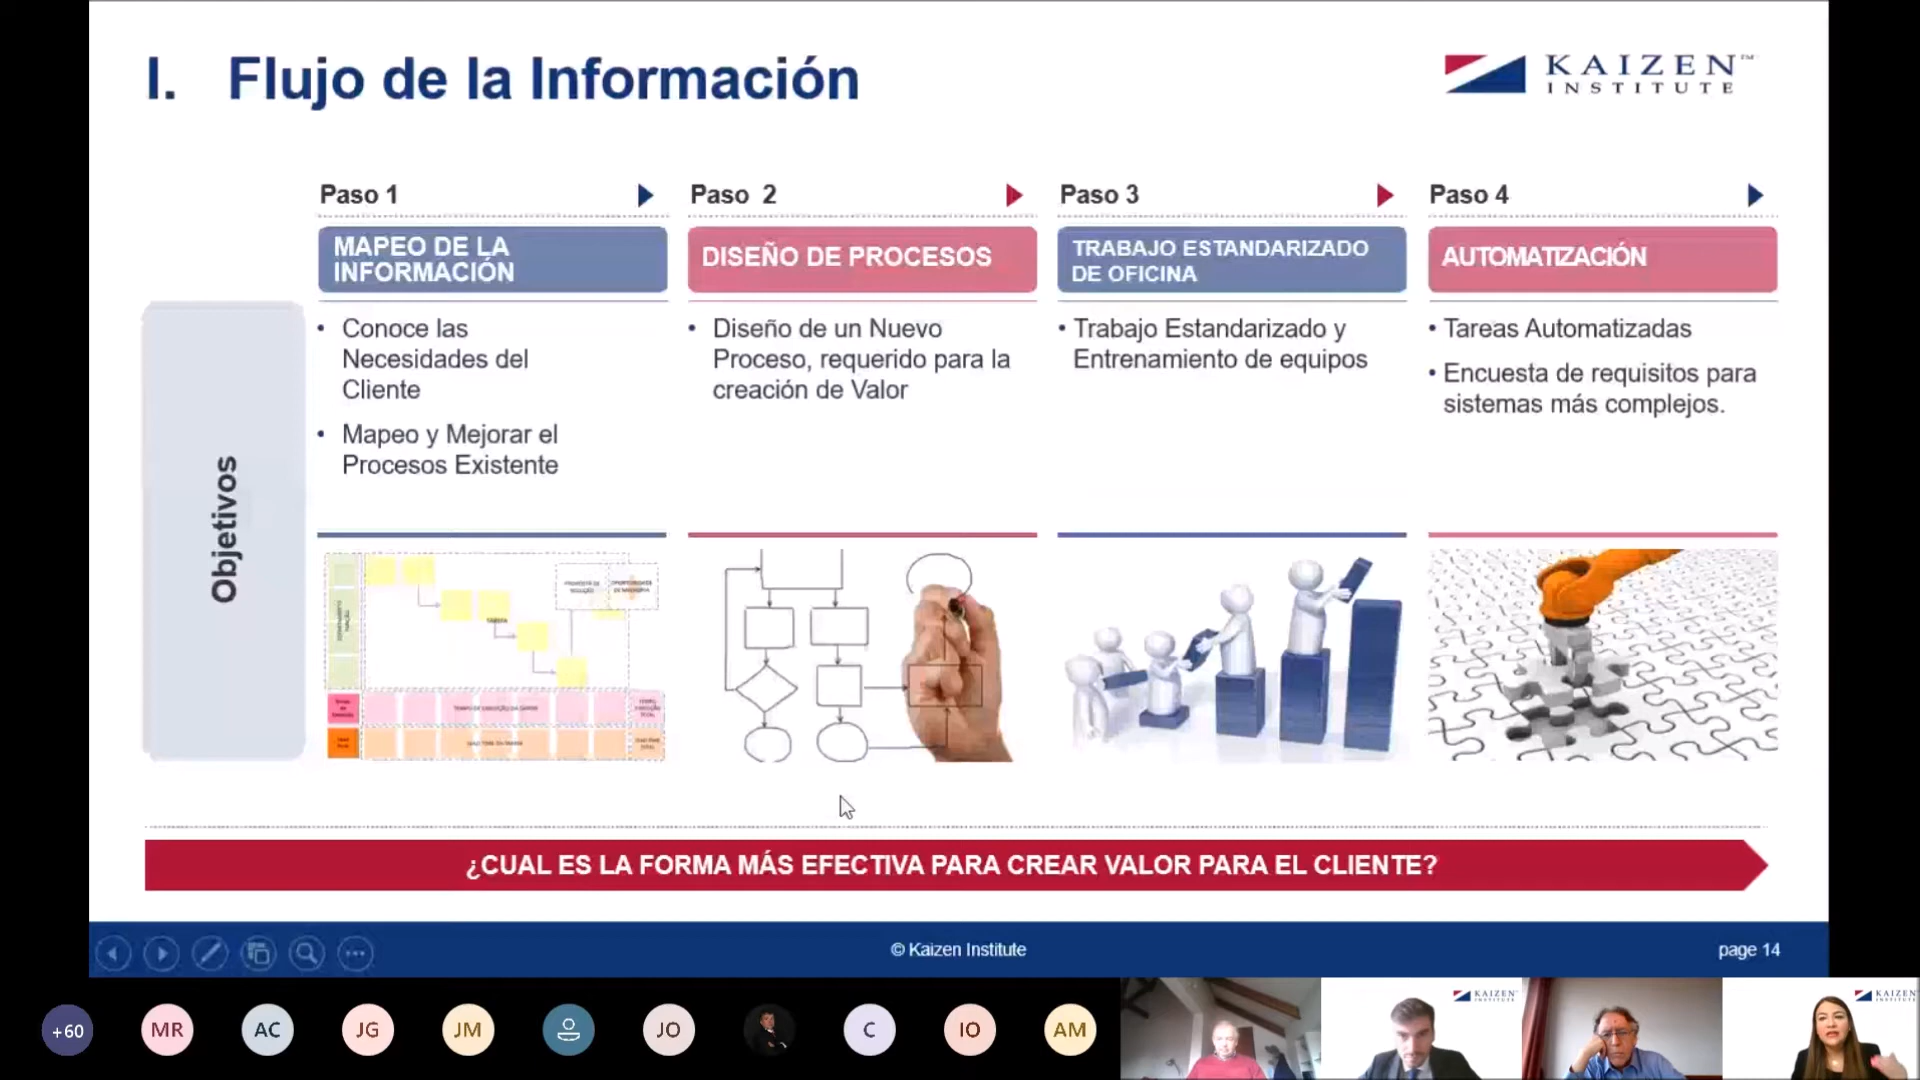 I. Flujo de la Información
KAIZEN™
INSTITUTE
Paso 1
MAPEO DE LA
INFORMACIÓN
• Conoce las
Necesidades del
Cliente
• Mapeo y Mejorar el
Procesos Existente
Paso 2
DISEÑO DE PROCESOS
• Diseño de un Nuevo
Proceso, requerido para la
creación de Valor
Paso 3
TRABAJO ESTANDARIZADO
DE OFICINA
• Trabajo Estandarizado y
Entrenamiento de equipos
Paso 4
AUTOMATIZACIÓN
• Tareas Automatizadas
• Encuesta de requisitos para
sistemas más complejos.
Objetivos
¿CUAL ES LA FORMA MÁS EFECTIVA PARA CREAR VALOR PARA EL CLIENTE?
© Kaizen Institute
page 14
+60
MR
AC
JG
JM
JO
C
IO
AM
KAIZEN
INSTITUTE
KAIZEN
INSTITUTE